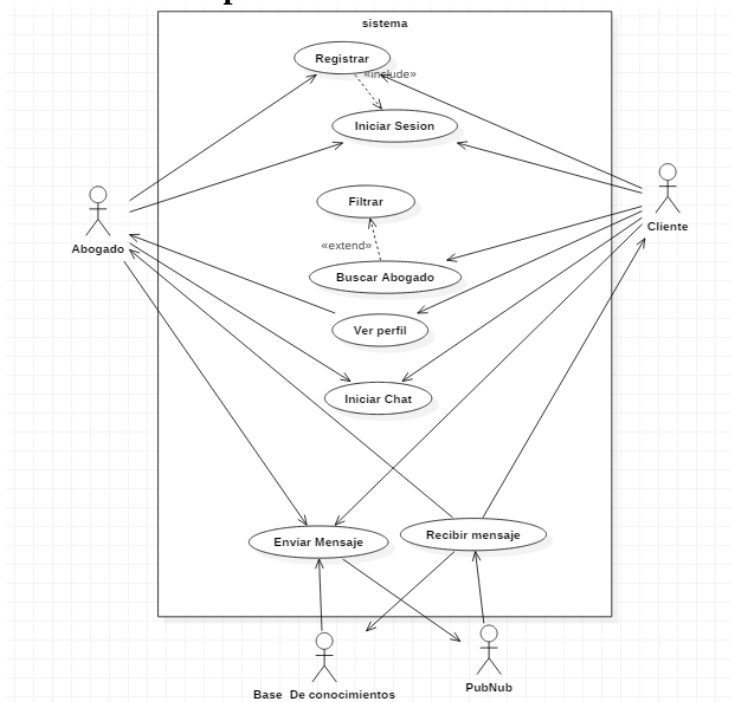 sistema
Registrar
«include»
Iniciar Sesion
Filtrar
Cliente
Abogado
«extend»
Buscar Abogado
Ver perfil
Iniciar Chat
Enviar Mensaje
Recibir mensaje
Base De conocimientos
PubNub